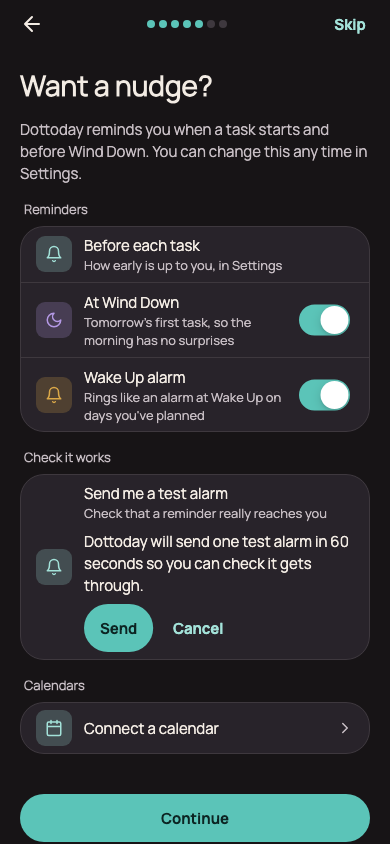 Skip
Want a nudge?
Dottoday reminds you when a task starts and
before Wind Down. You can change this any time in
Settings.
Reminders
Before each task
How early is up to you, in Settings
At Wind Down
Tomorrow's first task, so the
morning has no surprises
Wake Up alarm
Rings like an alarm at Wake Up on
days you've planned
Check it works
Send me a test alarm
Check that a reminder really reaches you
Dottoday will send one test alarm in 60
seconds so you can check it gets
through.
Send Cancel
Calendars
Connect a calendar
Continue